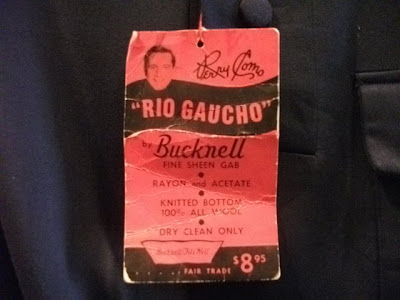 Perry Como
"RIO GAUCHO"
by Bucknell
FINE SHEEN GAB
RAYON and ACETATE
KNITTED BOTTOM
100% ALL WOOL
DRY CLEAN ONLY
FAIR TRADE
$8.95